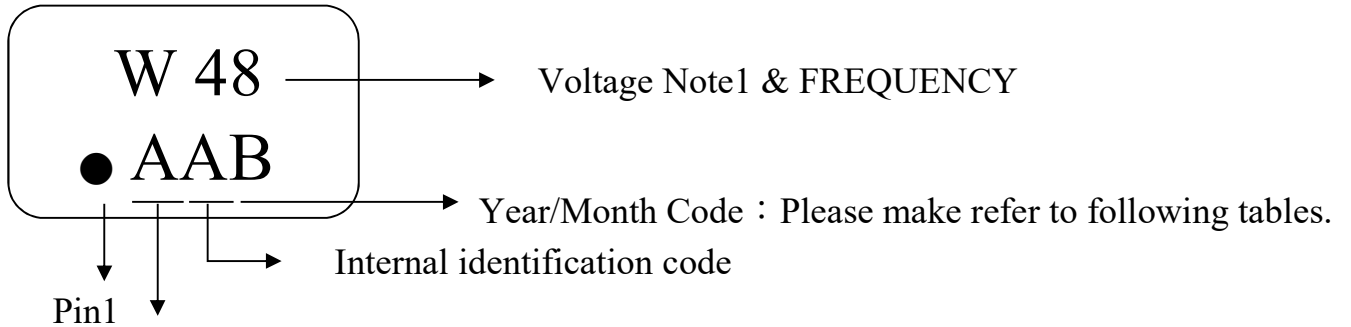 W 48
Voltage Note1 & FREQUENCY
● AAB
Year/Month Code：Please make refer to following tables.
Internal identification code
Pin1